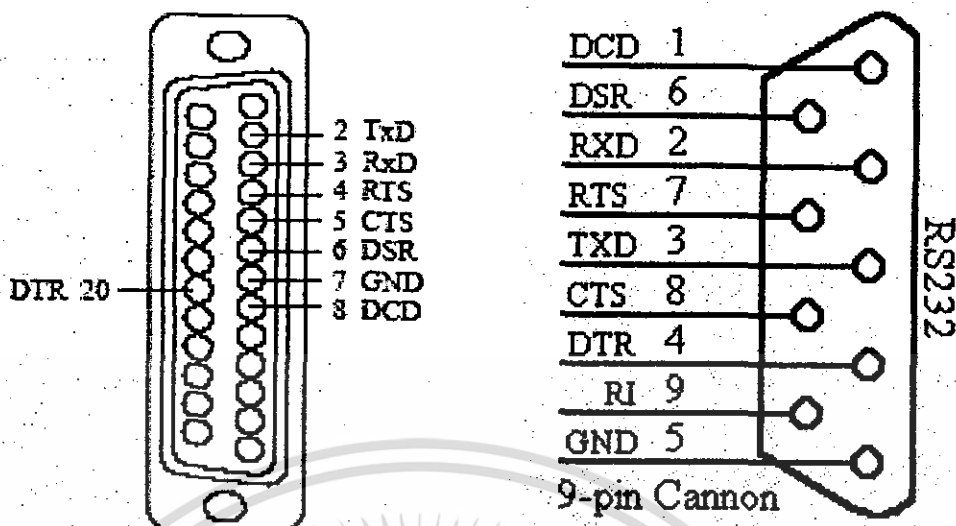 2 TxD
3 RxD
4 RTS
5 CTS
6 DSR
7 GND
8 DCD
DTR 20
DCD 1
DSR 6
RXD 2
RTS 7
TXD 3
CTS 8
DTR 4
RI 9
GND 5
9-pin Cannon
RS232